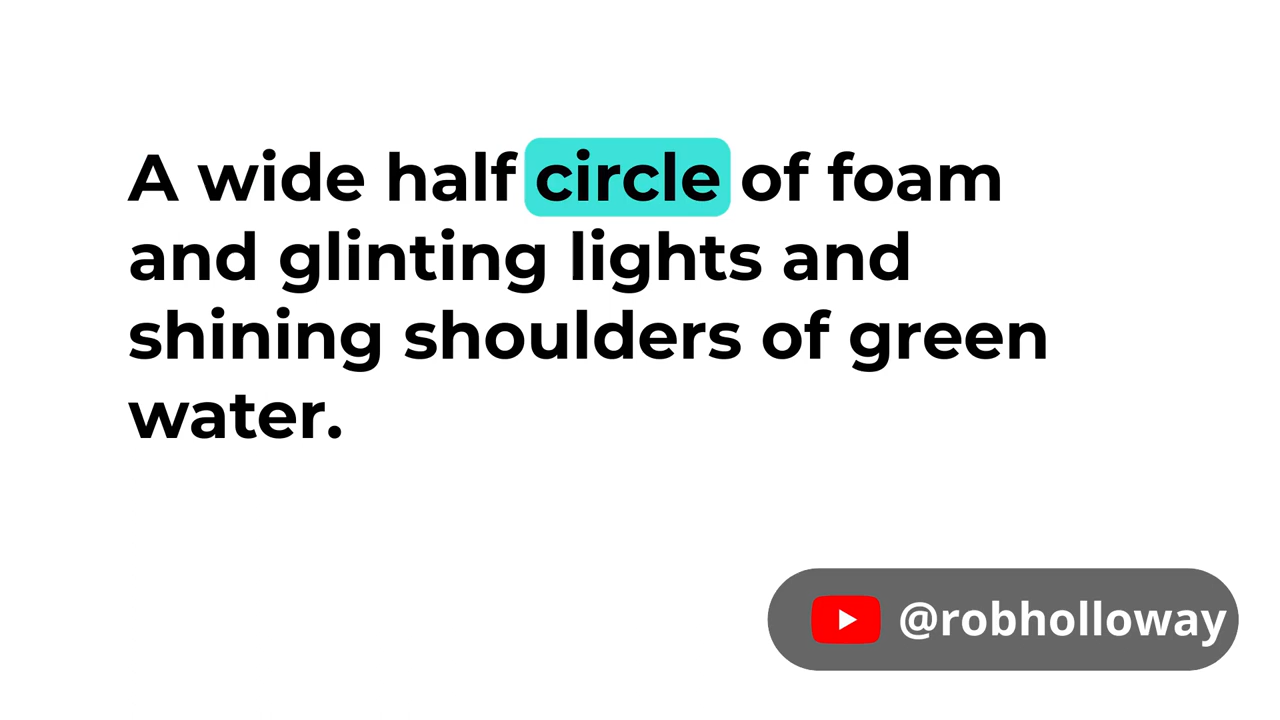 A wide half circle of foam
and glinting lights and
shining shoulders of green
water.
@robholloway